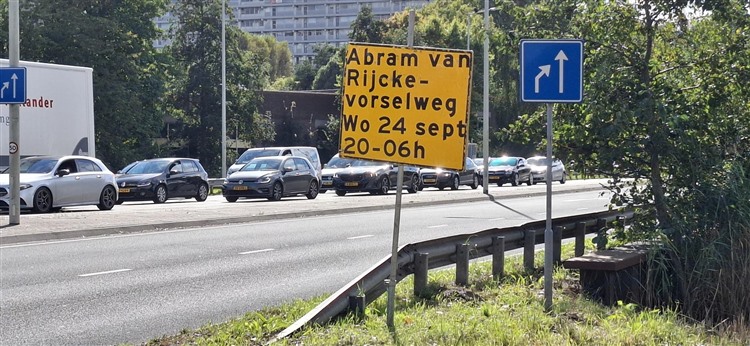 Abram van
Rijcke-
vorselweg
Wo 24 sept
20-06h
ander